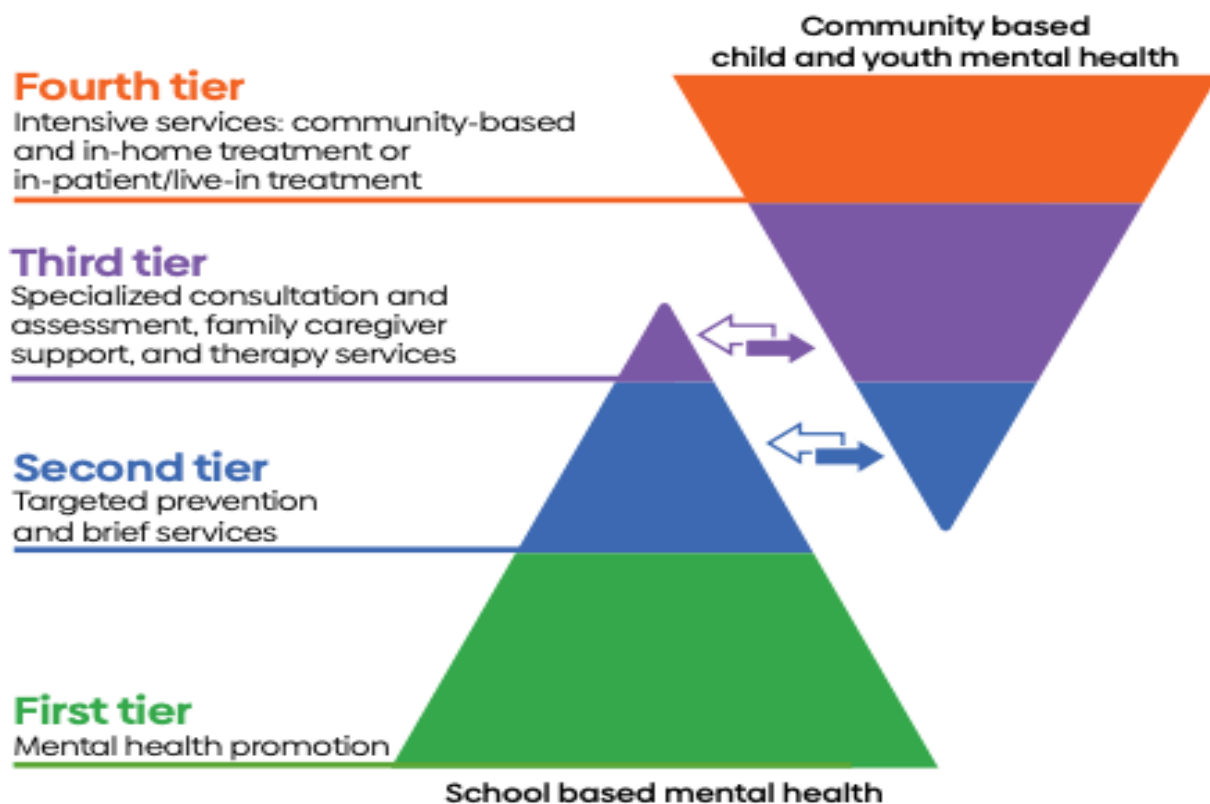 Community based
child and youth mental health
Fourth tier
Intensive services: community-based
and in-home treatment or
in-patient/live-in treatment
Third tier
Specialized consultation and
assessment, family caregiver
support, and therapy services
Second tier
Targeted prevention
and brief services
First tier
Mental health promotion
School based mental health